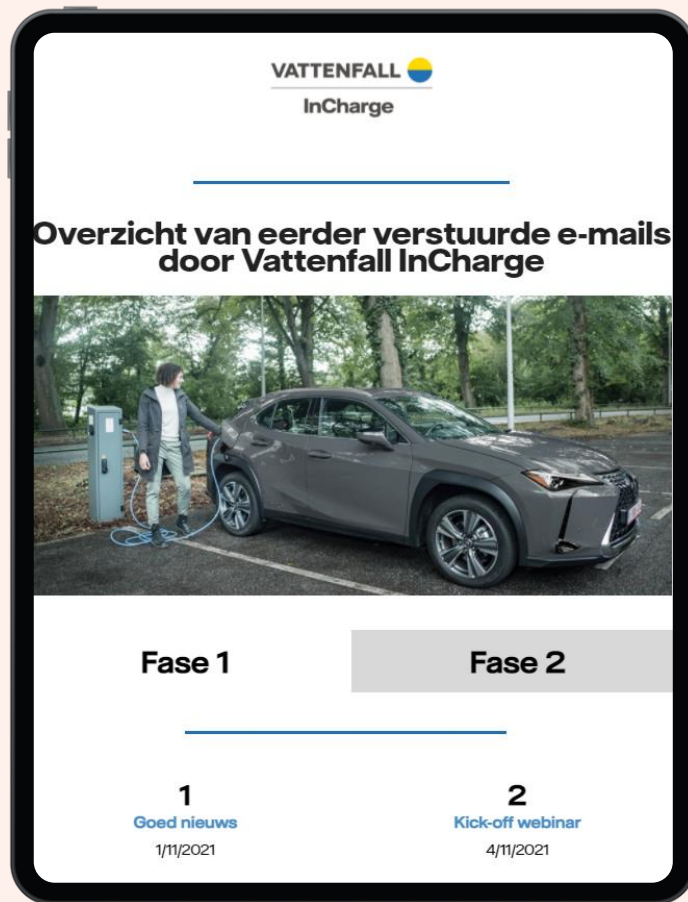 VATTENFALL
InCharge
Overzicht van eerder verstuurde e-mails
door Vattenfall InCharge
Fase 1
Fase 2
1
Goed nieuws
1/11/2021
2
Kick-off webinar
4/11/2021